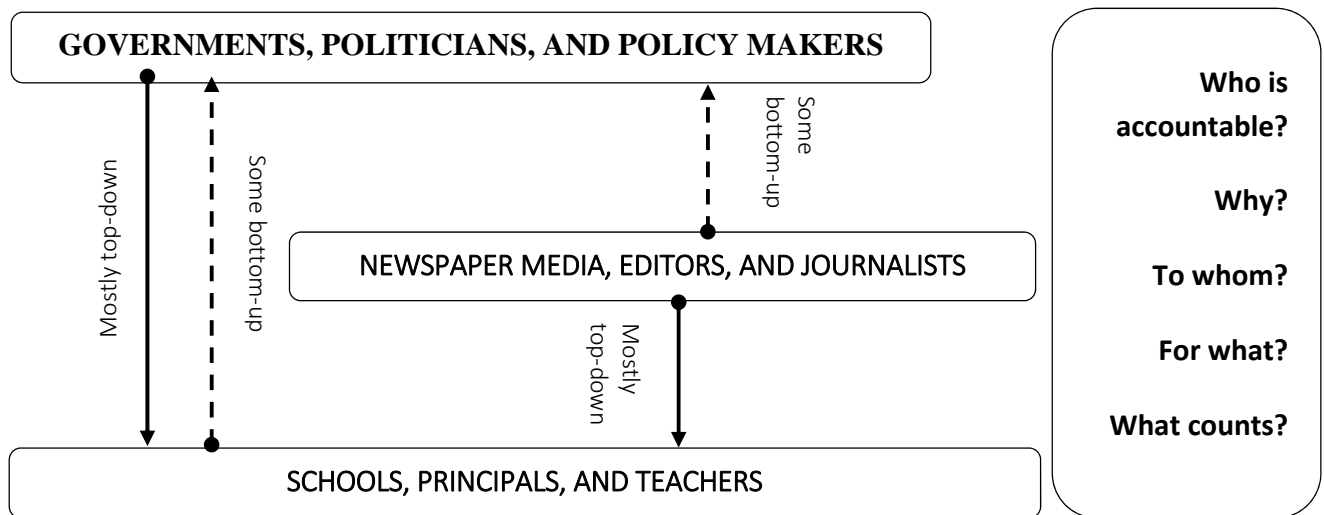 GOVERNMENTS, POLITICIANS, AND POLICY MAKERS
Mostly top-down
Some bottom-up
Some
bottom-up
NEWSPAPER MEDIA, EDITORS, AND JOURNALISTS
Mostly
top-down
SCHOOLS, PRINCIPALS, AND TEACHERS
Who is
accountable?
Why?
To whom?
For what?
What counts?